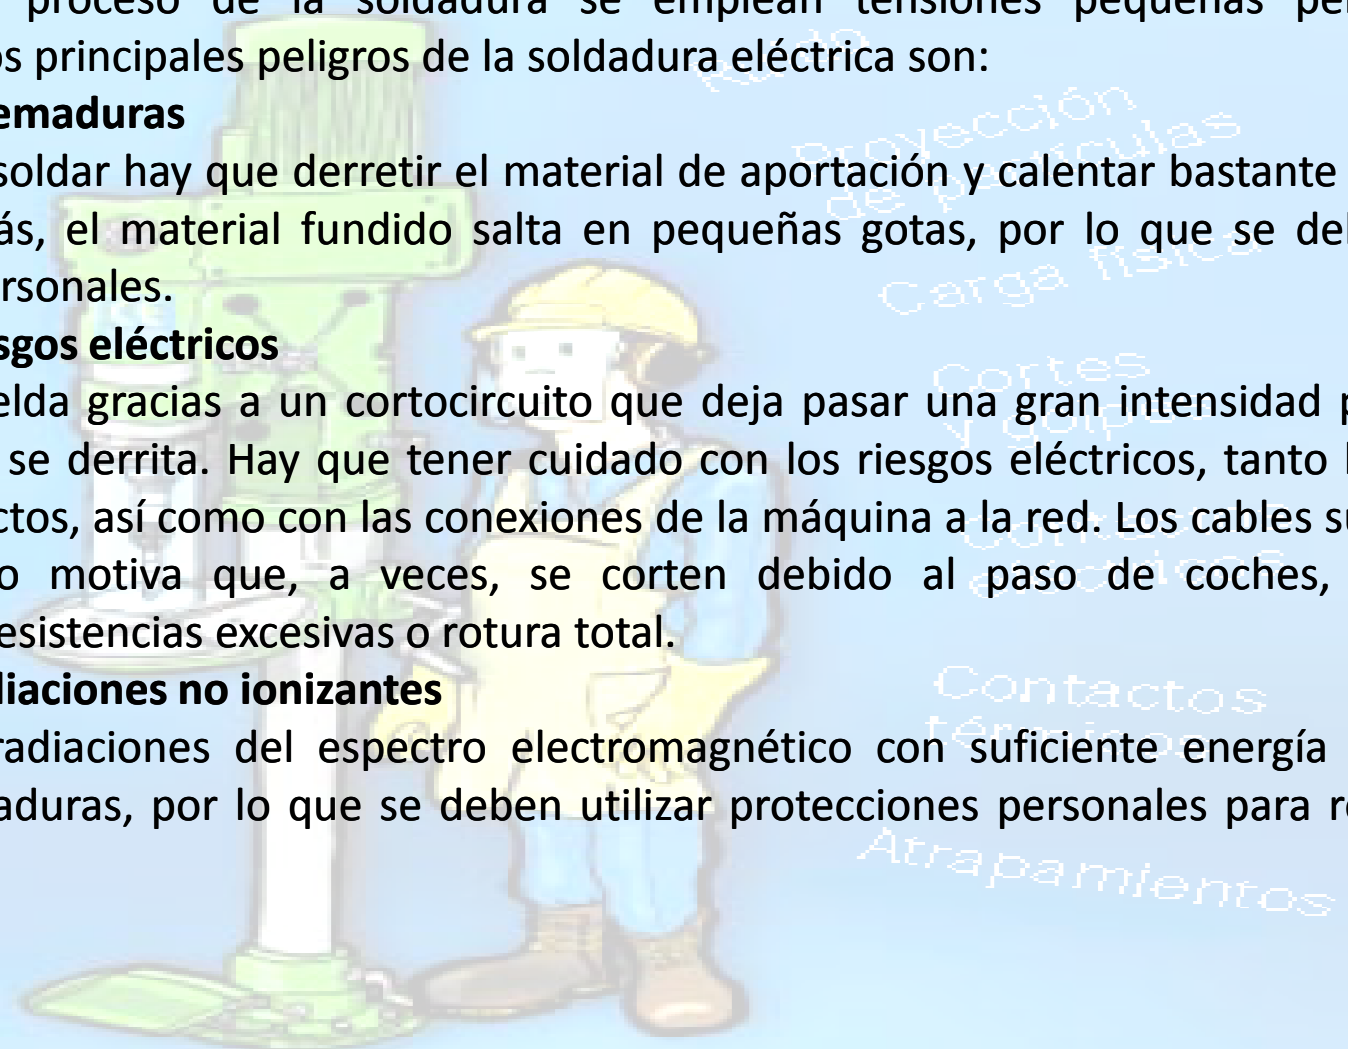 proceso de la soldadura se emplean tensiones pequeñas
principales peligros de la soldadura eléctrica son:
emaduras
soldar hay que derretir el material de aportación y calentar bastante
ás, el material fundido salta en pequeñas gotas, por lo que se
rsonales.
sgos eléctricos
elda gracias a un cortocircuito que deja pasar una gran intensidad
se derrita. Hay que tener cuidado con los riesgos eléctricos, tanto
ctos, así como con las conexiones de la máquina a la red. Los cables
o motiva que, a veces, se corten debido al paso de coches,
esistencias excesivas o rotura total.
diaciones no ionizantes
radiaciones del espectro electromagnético con suficiente energía
aduras, por lo que se deben utilizar protecciones personales para
Ruido
proyección
de partículas
Carga física
Cortes
y golpes
Contactos
eléctricos
Contactos
térmicos
Atrapamientos